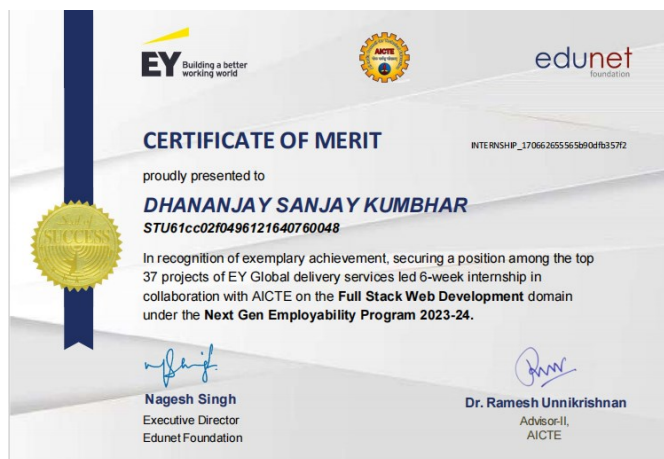 EY Building a better
working world
AICTE
edunet
foundation
CERTIFICATE OF MERIT
INTERNSHIP_170662655565b90dfb357f2
proudly presented to
DHANANJAY SANJAY KUMBHAR
STU61cc02f0496121640760048
In recognition of exemplary achievement, securing a position among the top
37 projects of EY Global delivery services led 6-week internship in
collaboration with AICTE on the Full Stack Web Development domain
under the Next Gen Employability Program 2023-24.
SUCCESS
Nagesh Singh
Executive Director
Edunet Foundation
Dr. Ramesh Unnikrishnan
Advisor-II,
AICTE